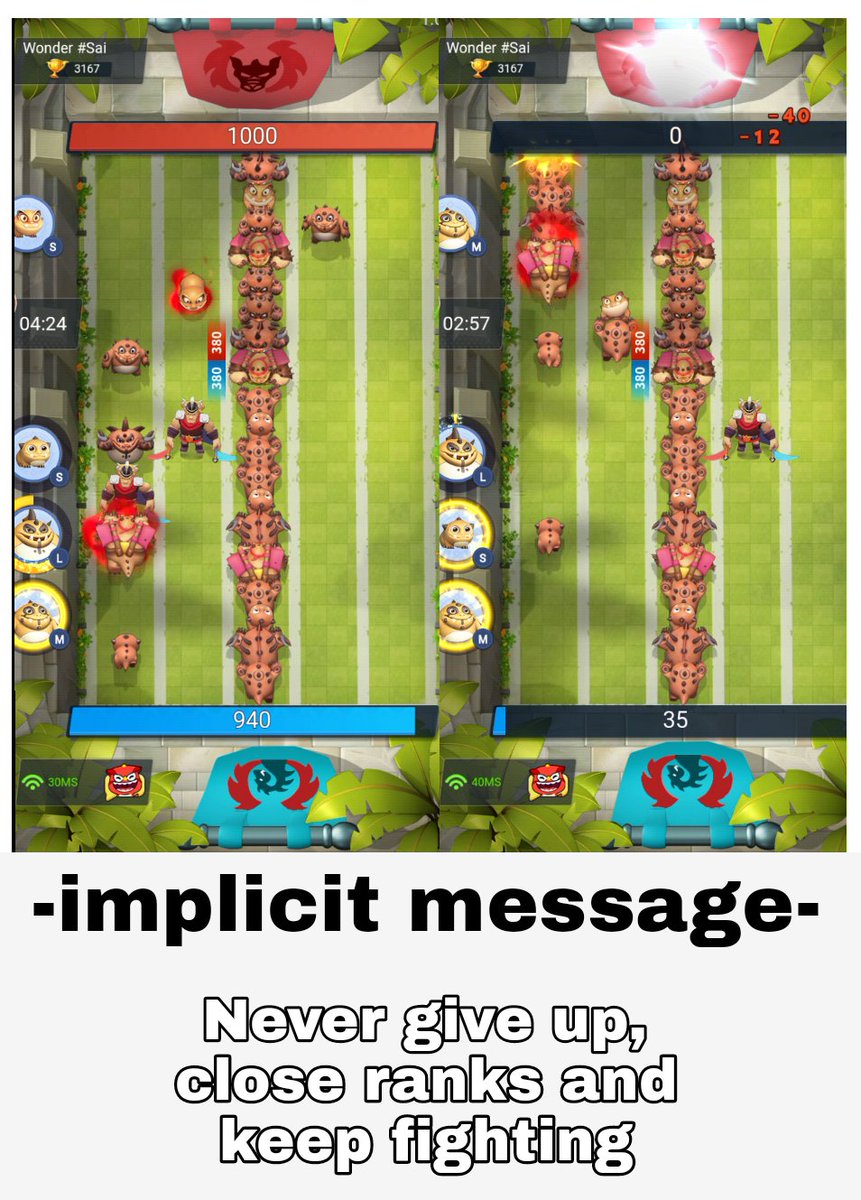 Wonder #Sai
3167
1000
S
04:24
380
380
S
L
M
940
30MS
Wonder #Sai
3167
-40
0
-12
M
02:57
380
380
L
S
M
35
40MS
-implicit message-
Never give up,
close ranks and
keep fighting